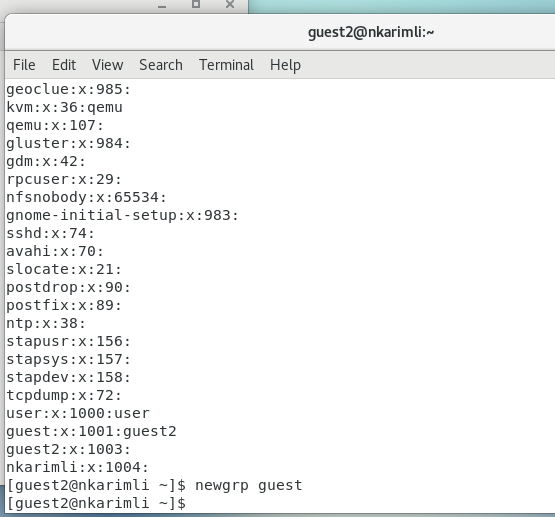 guest2@nkarimli:~
File Edit View Search Terminal Help
geoclue:x:985:
kvm:x:36:qemu
qemu:x:107:
gluster:x:984:
gdm:x:42:
rpcuser:x:29:
nfsnobody:x:65534:
gnome-initial-setup:x:983:
sshd:x:74:
avahi:x:70:
slocate:x:21:
postdrop:x:90:
postfix:x:89:
ntp:x:38:
stapusr:x:156:
stapsys:x:157:
stapdev:x:158:
tcpdump:x:72:
user:x:1000:user
guest:x:1001:guest2
guest2:x:1003:
nkarimli:x:1004:
[guest2@nkarimli ~]$ newgrp guest
[guest2@nkarimli ~]$